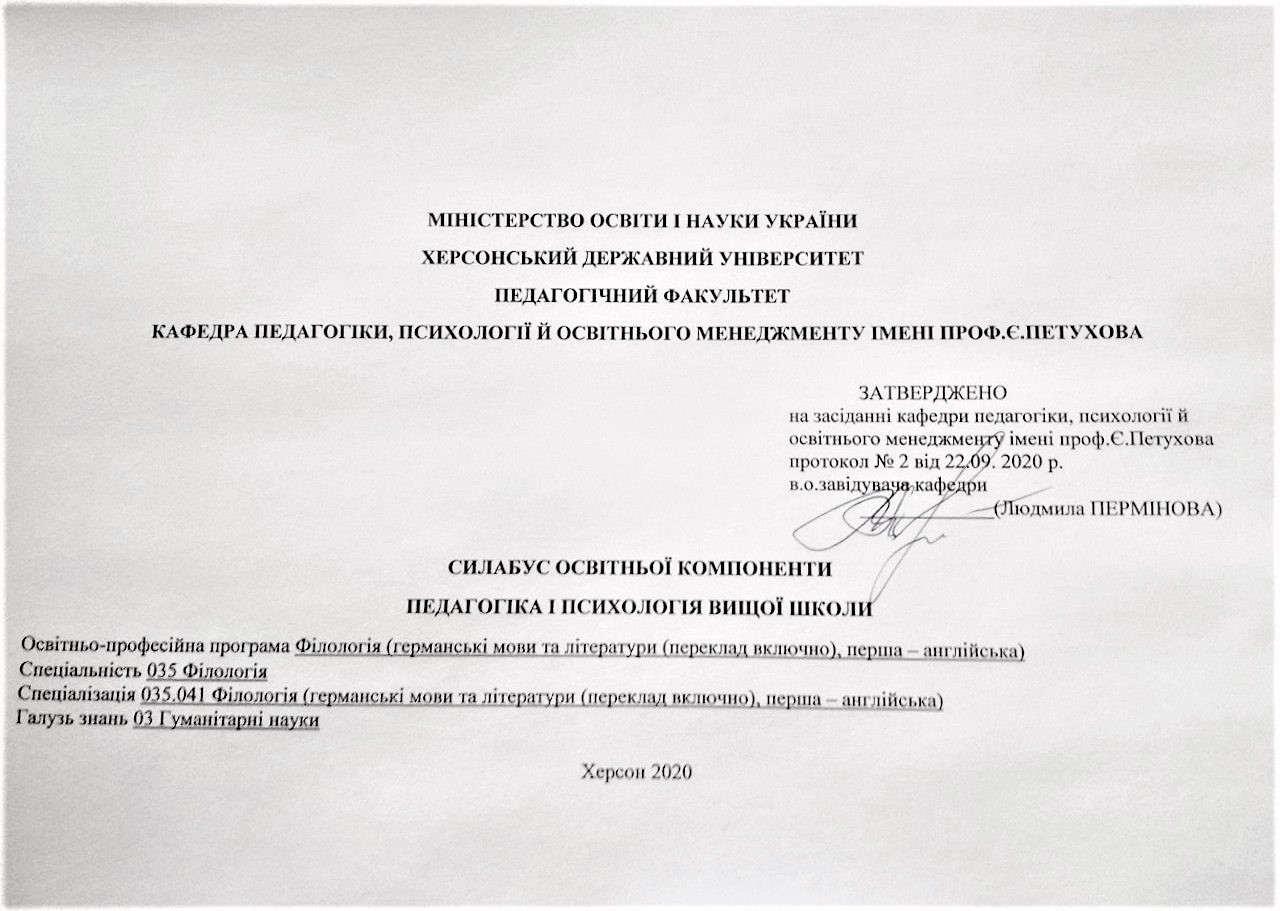 МІНІСТЕРСТВО ОСВІТИ І НАУКИ УКРАЇНИ
ХЕРСОНСЬКИЙ ДЕРЖАВНИЙ УНІВЕРСИТЕТ
ПЕДАГОГІЧНИЙ ФАКУЛЬТЕТ
КАФЕДРА ПЕДАГОГІКИ, ПСИХОЛОГІЇ Й ОСВІТНЬОГО МЕНЕДЖМЕНТУ ІМЕНІ ПРОФ.Є.ПЕТУХОВА
ЗАТВЕРДЖЕНО
на засіданні кафедри педагогіки, психології й
освітнього менеджменту імені проф.Є.Петухова
протокол № 2 від 22.09. 2020 р.
в.о.завідувача кафедри
(Людмила ПЕРМІНОВА)
СИЛАБУС ОСВІТНЬОЇ КОМПОНЕНТИ
ПЕДАГОГІКА І ПСИХОЛОГІЯ ВИЩОЇ ШКОЛИ
Освітньо-професійна програма Філологія (германські мови та літератури (переклад включно), перша – англійська)
Спеціальність 035 Філологія
Спеціалізація 035.041 Філологія (германські мови та літератури (переклад включно), перша – англійська)
Галузь знань 03 Гуманітарні науки
Херсон 2020